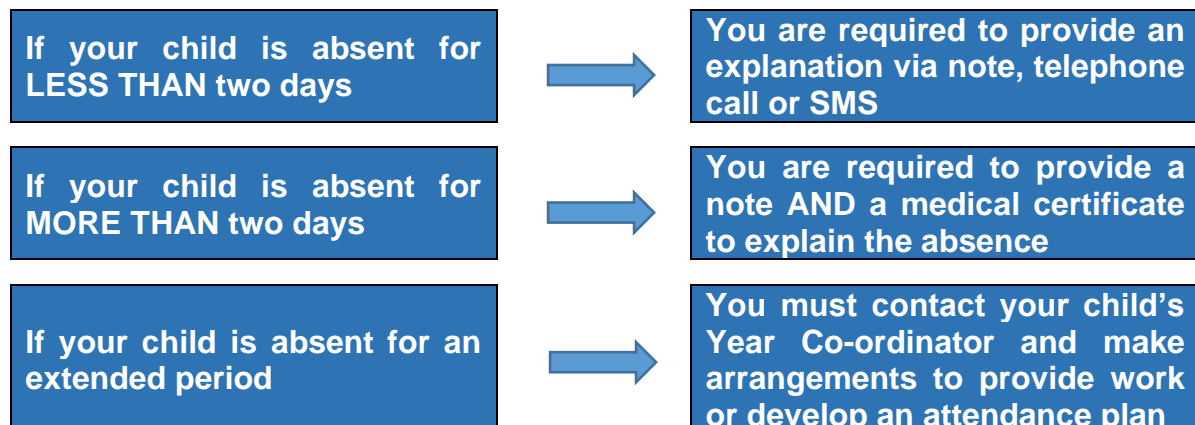 If your child is absent for
LESS THAN two days
You are required to provide an
explanation via note, telephone
call or SMS
If your child is absent for
MORE THAN two days
You are required to provide a
note AND a medical certificate
to explain the absence
If your child is absent for an
extended period
You must contact your child's
Year Co-ordinator and make
arrangements to provide work
or develop an attendance plan